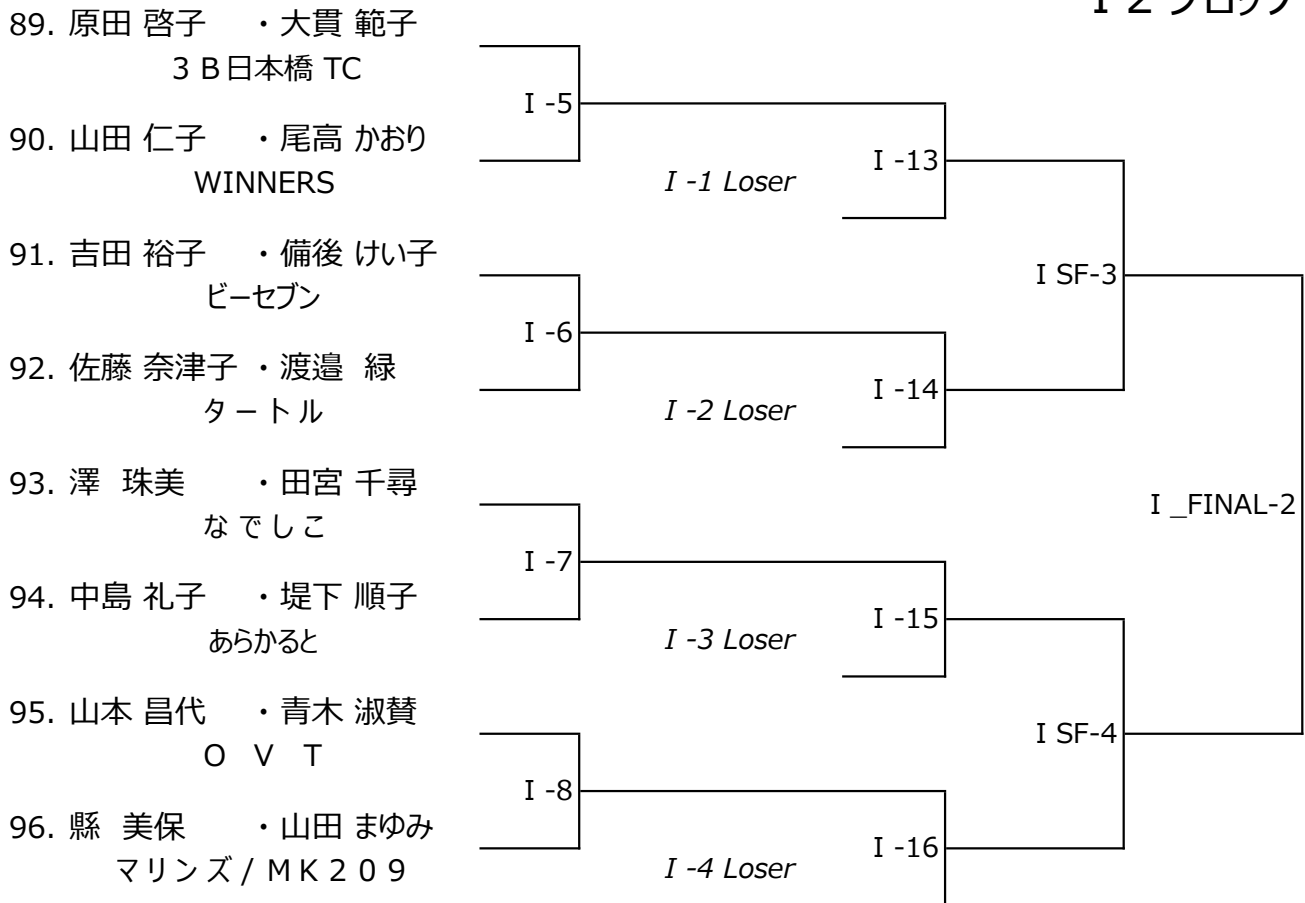 I 2 ブロック
89. 原田 啓子 ・大貫 範子
3 B日本橋 TC
I -5
90. 山田 仁子 ・尾高 かおり
WINNERS
I -1 Loser
I -13
91. 吉田 裕子 ・備後 けい子
ビーセブン
I SF-3
I -6
92. 佐藤 奈津子 ・渡邉 緑
タートル
I -2 Loser
I -14
93. 澤 珠美 ・田宮 千尋
なでしこ
I _FINAL-2
I -7
94. 中島 礼子 ・堤下 順子
あらかると
I -3 Loser
I -15
95. 山本 昌代 ・青木 淑賛
O V T
I SF-4
I -8
96. 縣 美保 ・山田 まゆみ
マリンズ/MK209
I -4 Loser
I -16